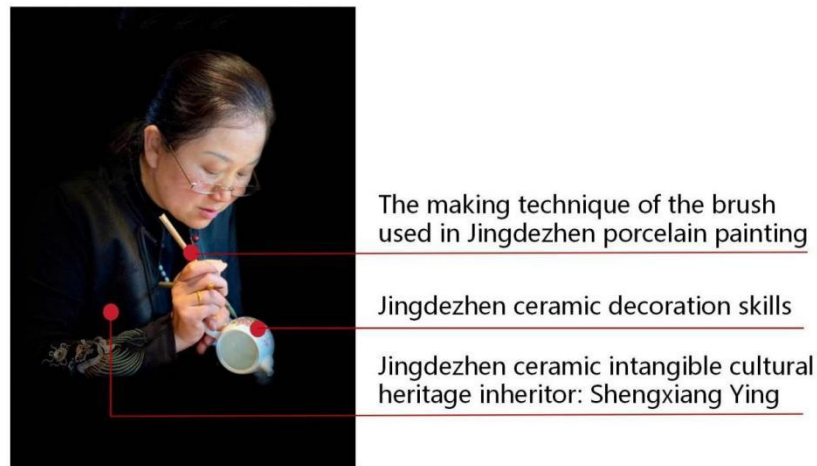 The making technique of the brush
used in Jingdezhen porcelain painting
Jingdezhen ceramic decoration skills
Jingdezhen ceramic intangible cultural
heritage inheritor: Shengxiang Ying